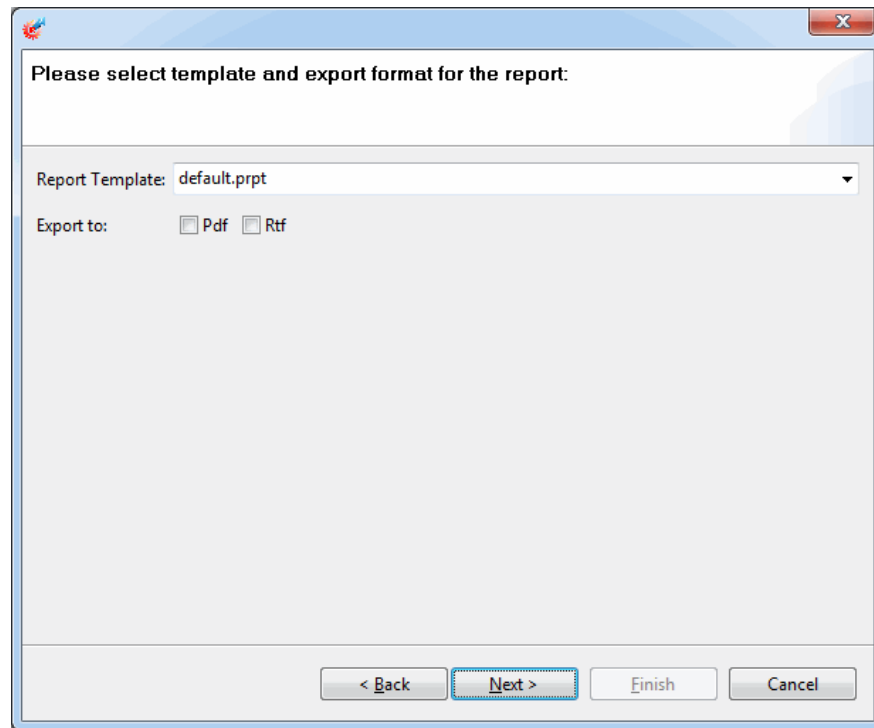 Please select template and export format for the report:
Report Template: default.prpt
Export to: Pdf Rtf
< Back Next > Finish Cancel